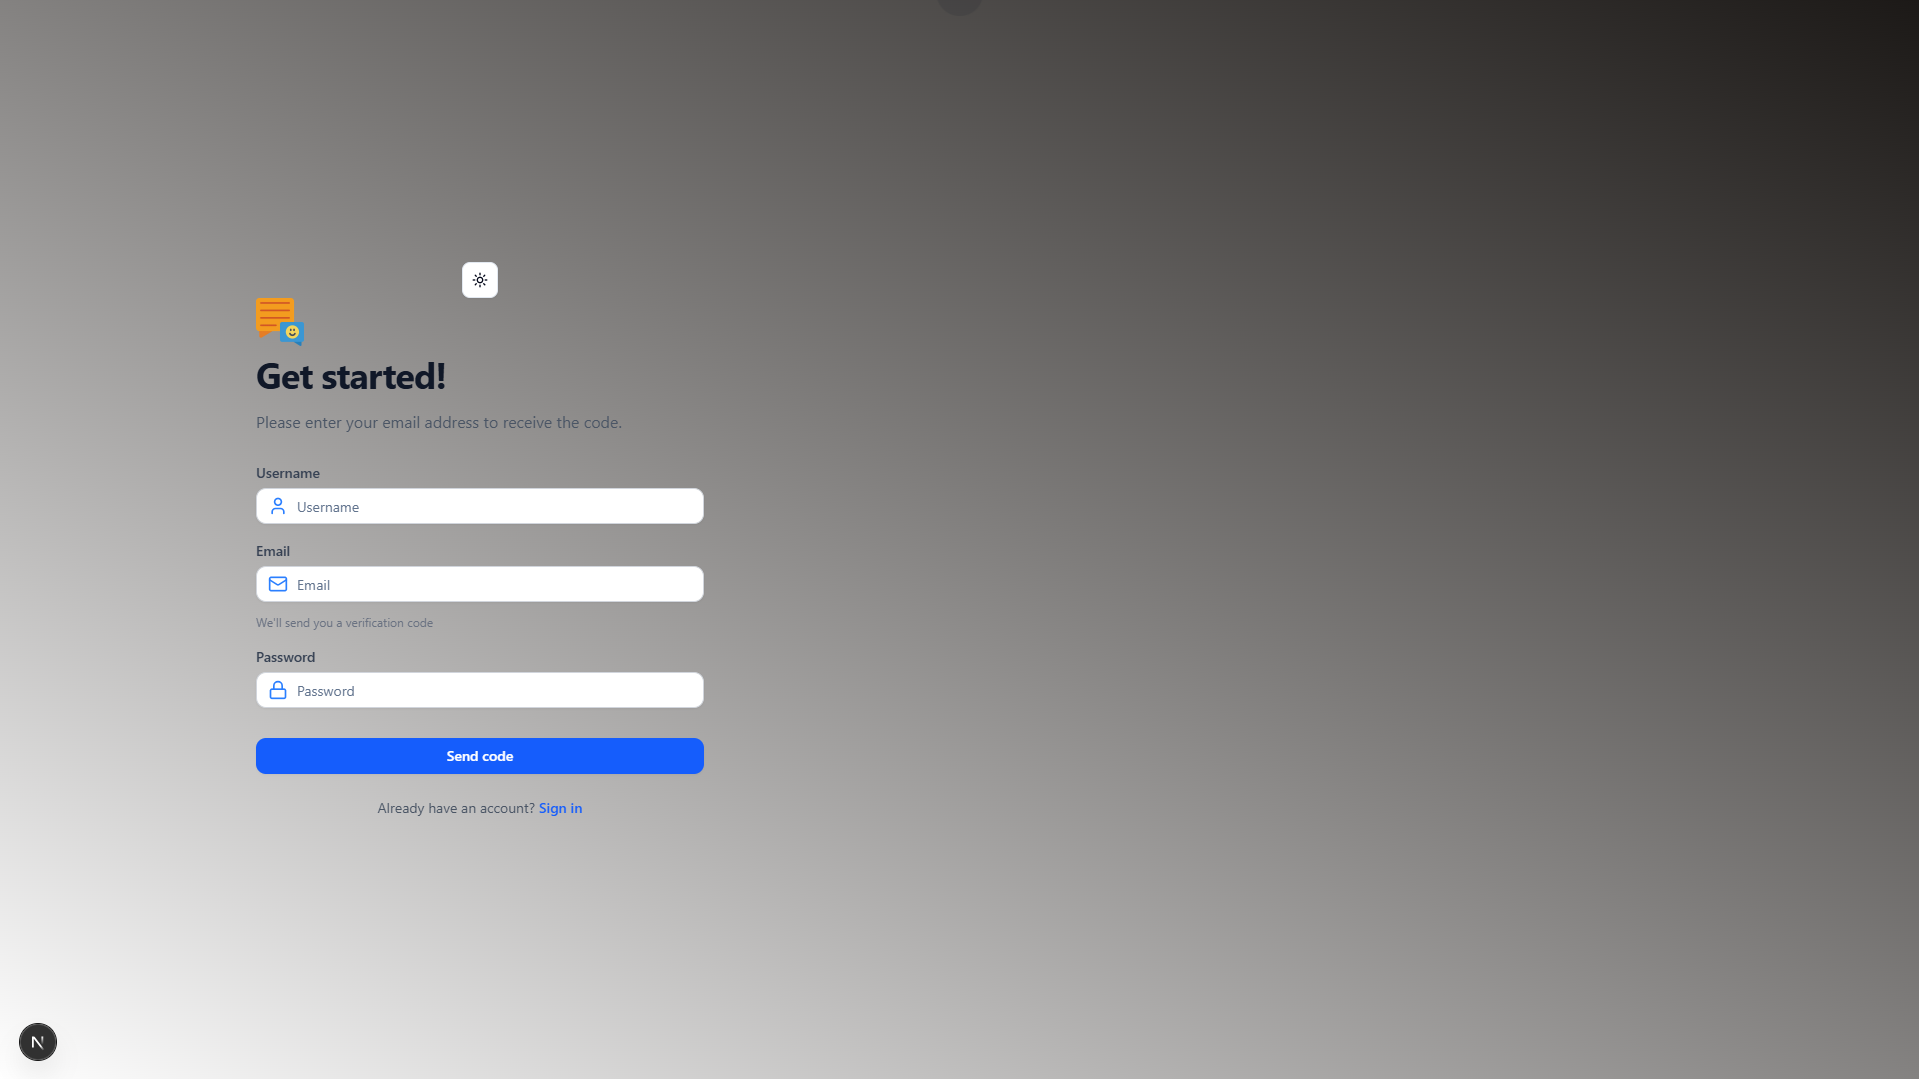 Get started!
Please enter your email address to receive the code.
Username
Username
Email
Email
We'll send you a verification code
Password
Password
Send code
Already have an account? Sign in
N